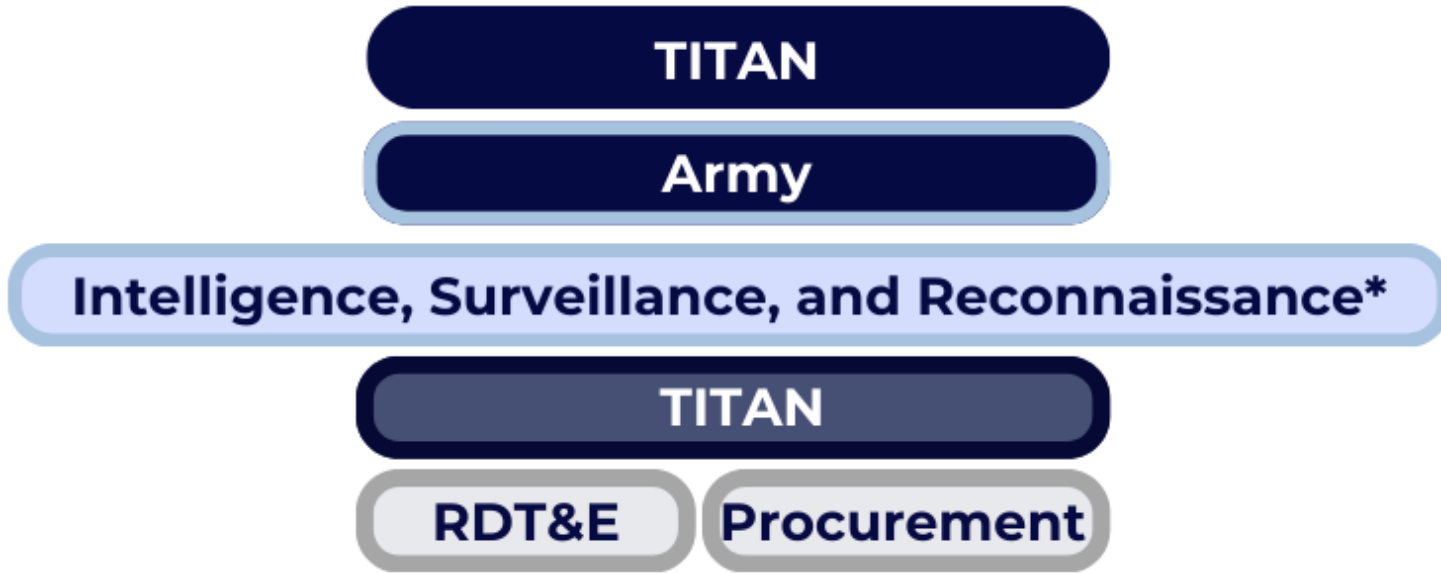 TITAN
Army
Intelligence, Surveillance, and Reconnaissance*
TITAN
RDT&E Procurement